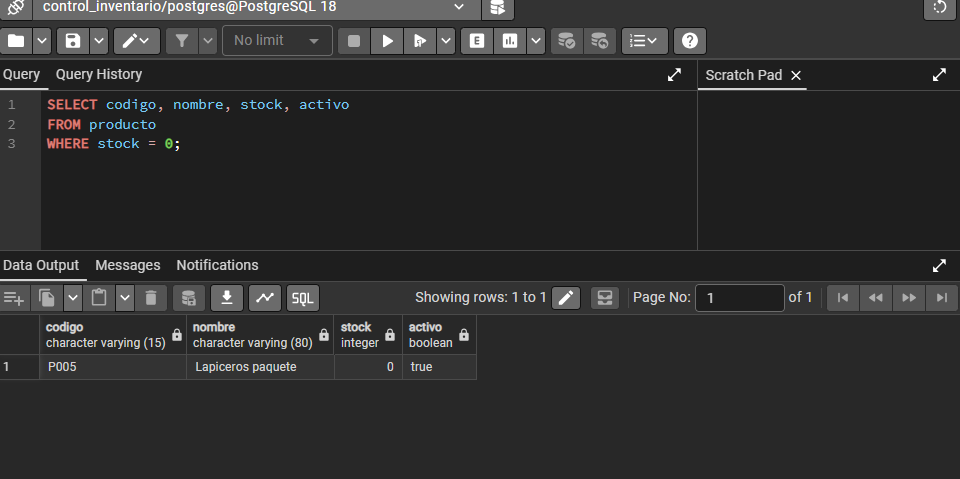 control_inventario/postgres@PostgreSQL 18
No limit
E
Query
Query History
Scratch Pad
1 SELECT codigo, nombre, stock, activo
2 FROM producto
3 WHERE stock = 0;
Data Output
Messages
Notifications
SQL
Showing rows: 1 to 1
Page No:
1
of 1
codigo
character varying (15)
nombre
character varying (80)
stock
integer
activo
boolean
1 P005 Lapiceros paquete 0 true